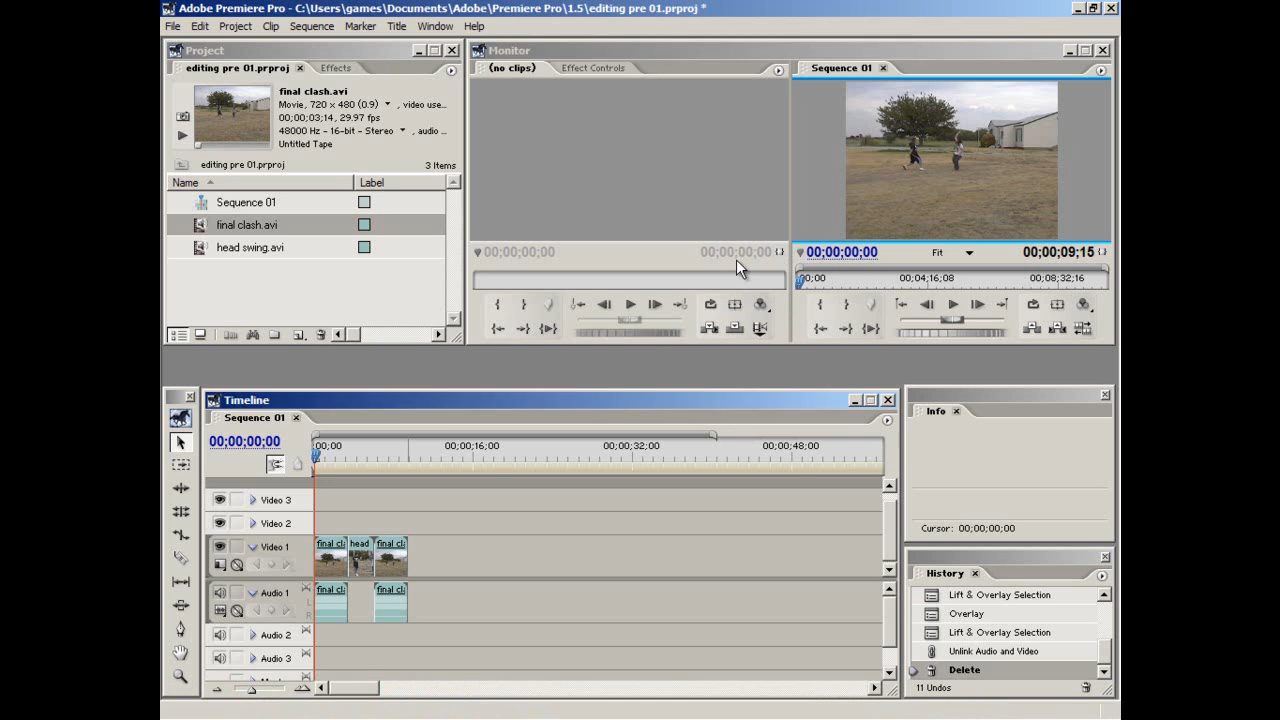 Adobe Premiere Pro - C:\Users\games\Documents\Adobe\Premiere Pro\1.5\editing pre 01.prproj *
File Edit Project Clip Sequence Marker Title Window Help
Project
editing pre 01.prproj Effects
final clash.avi
Movie, 720 x 480 (0.9) , video use...
00;00;03;14, 29.97 fps
48000 Hz - 16-bit - Stereo , audio ...
Untitled Tape
editing pre 01.prproj 3 Items
Name Label
Sequence 01
final clash.avi
head swing.avi
Monitor
(no clips) Effect Controls
00;00;00;00 00;00;00;00
Sequence 01
00;00;00;00 Fit 00;00;09;15
;00 00;04;16;08 00;08;32;16
Timeline
Sequence 01
00;00;00;00
;00;00 00;00;16;00 00;00;32;00 00;00;48;00
Video 3
Video 2
Video 1
final cl head final cl
Audio 1
final cl final cl
L
R
Audio 2
Audio 3
Info
Cursor: 00;00;00;00
History
Lift & Overlay Selection
Overlay
Lift & Overlay Selection
Unlink Audio and Video
Delete
11 Undos